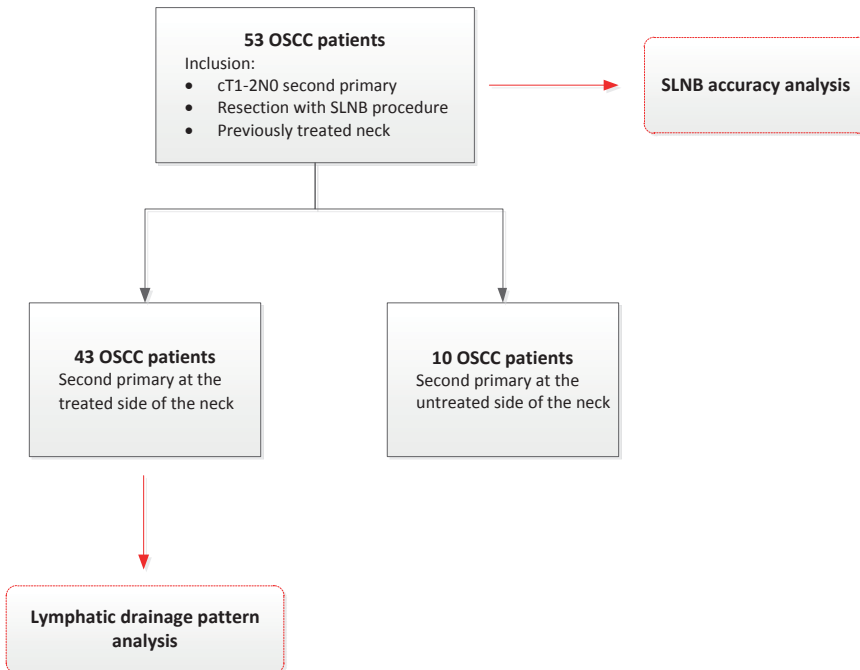 53 OSCC patients
Inclusion:
• cT1-2N0 second primary
• Resection with SLNB procedure
• Previously treated neck
SLNB accuracy analysis
43 OSCC patients
Second primary at the
treated side of the neck
10 OSCC patients
Second primary at the
untreated side of the neck
Lymphatic drainage pattern
analysis